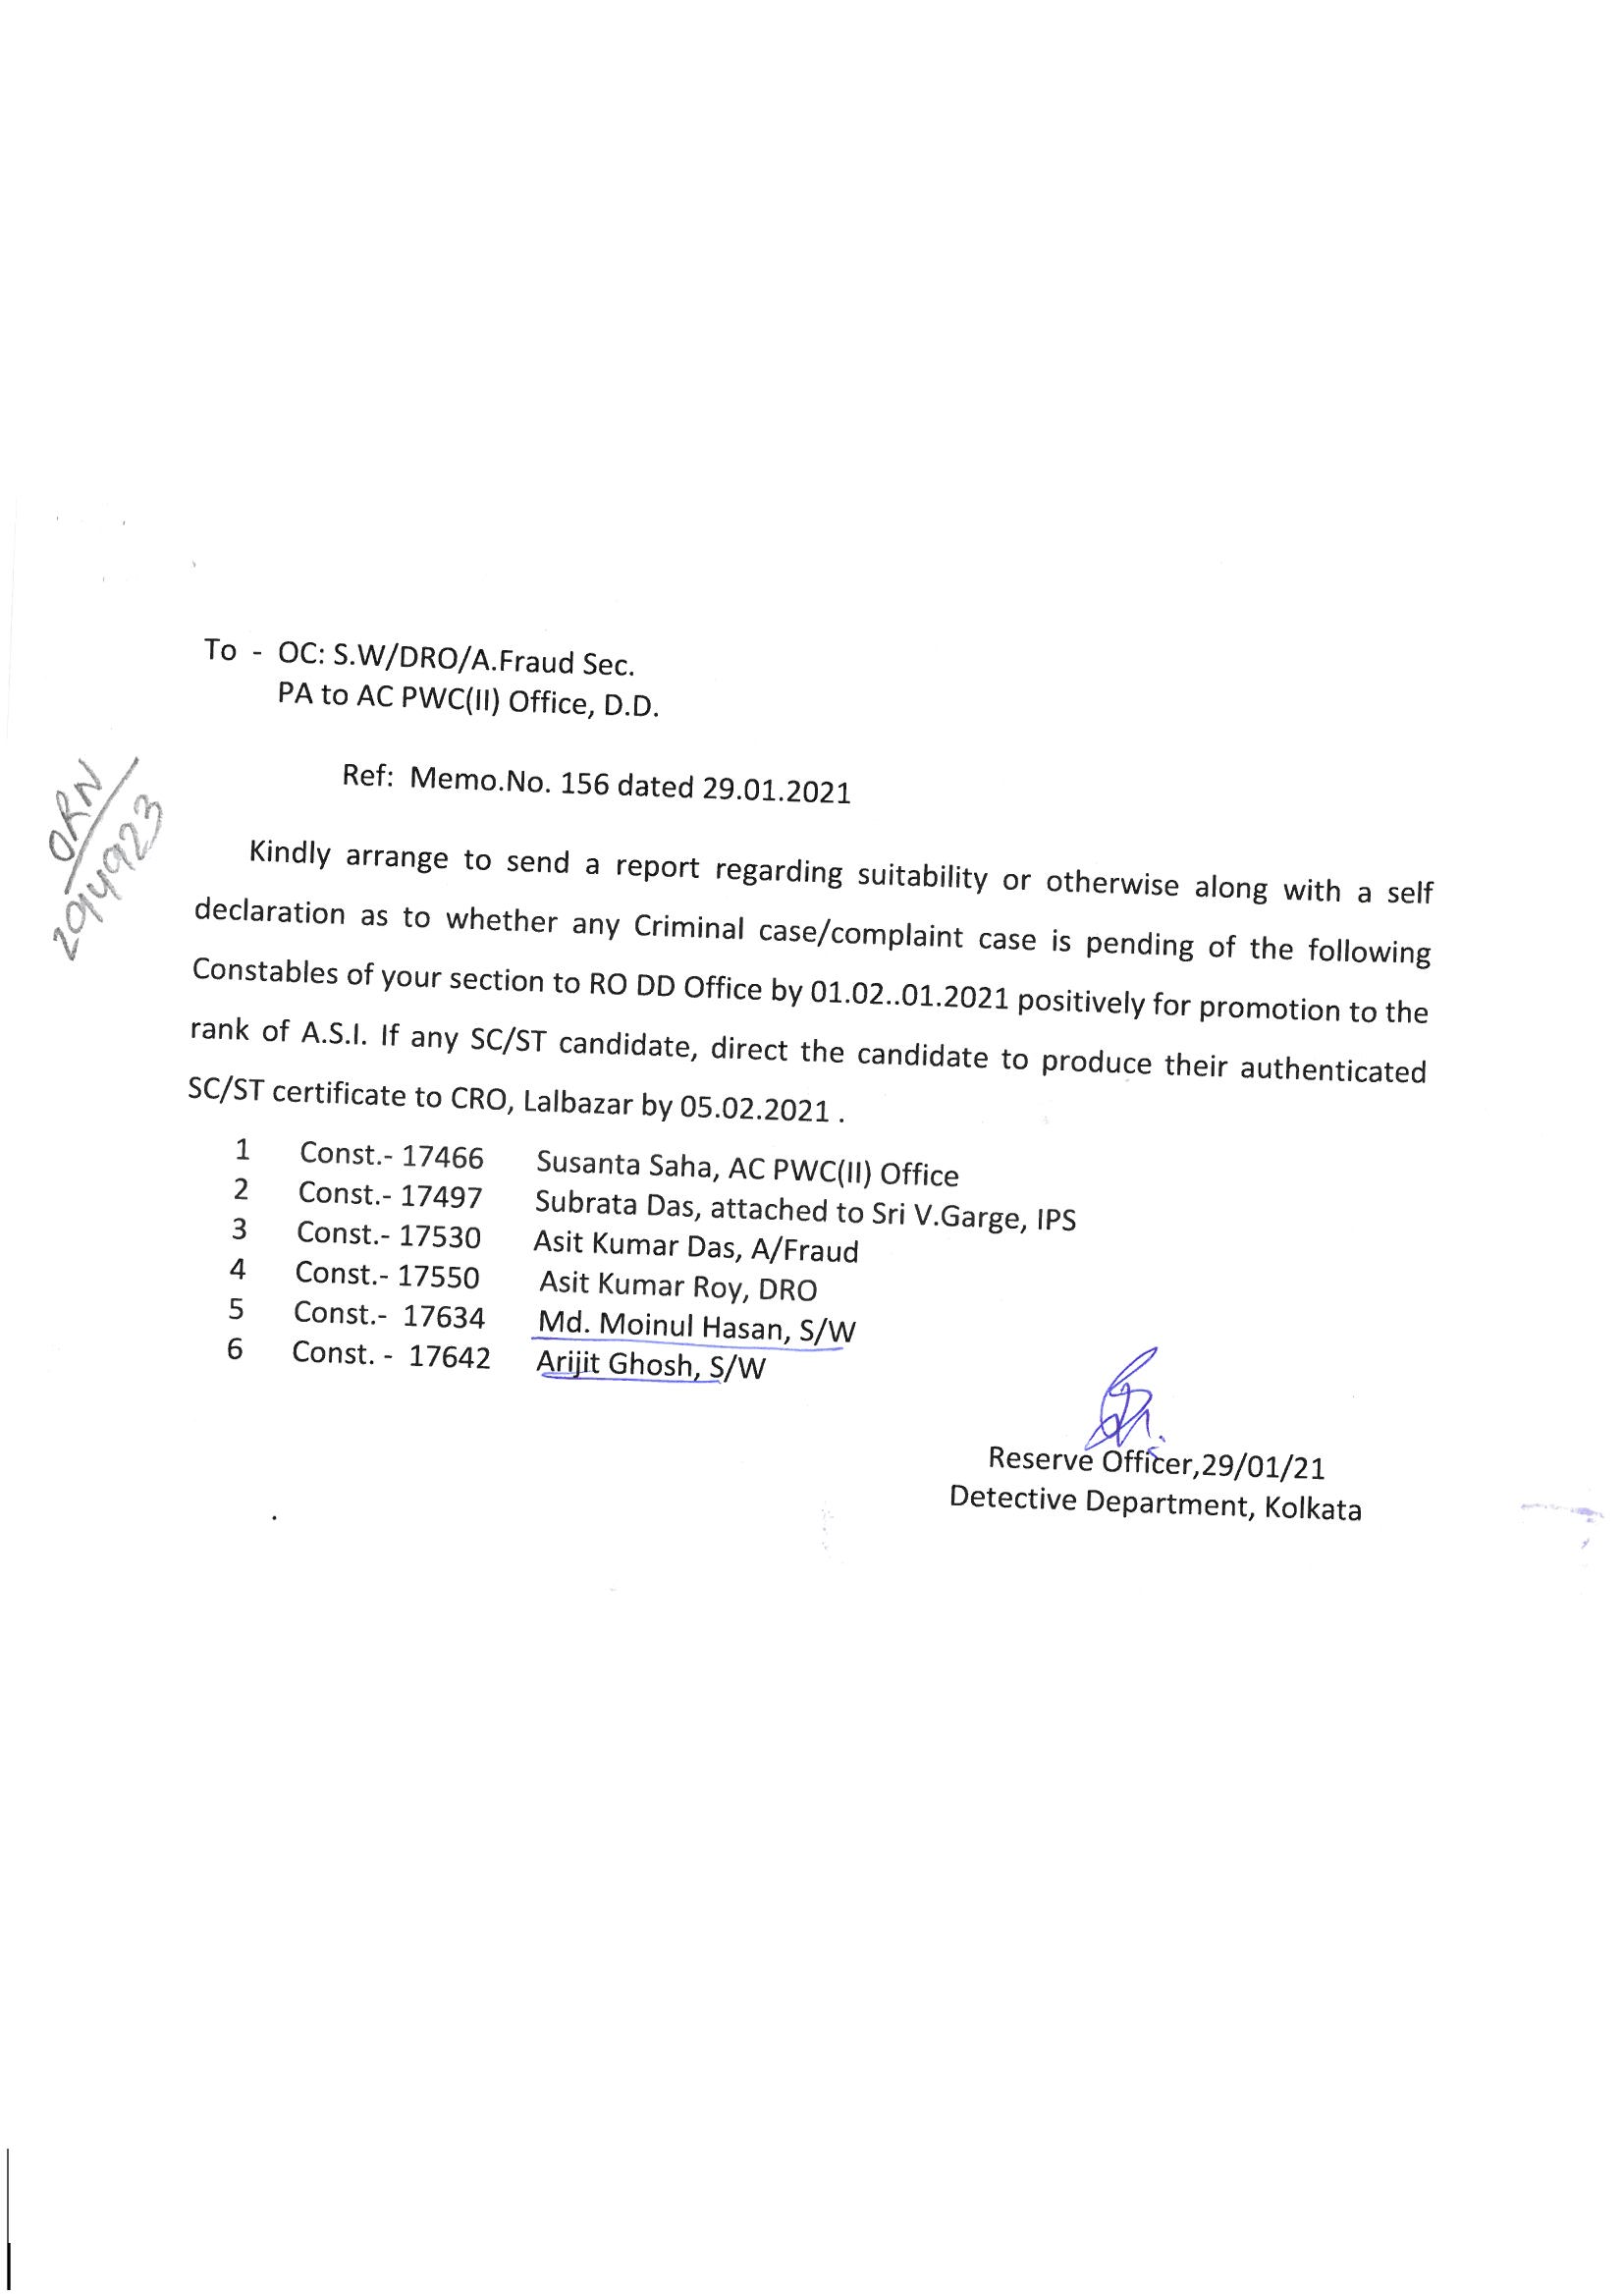 To - OC: S.W/DRO/A.Fraud Sec.
PA to AC PWC(II) Office, D.D.
Ref: Memo.No. 156 dated 29.01.2021
ORN
2914923
Kindly arrange to send a report regarding suitability or otherwise along with a self
declaration as to whether any Criminal case/complaint case is pending of the following
Constables of your section to RO DD Office by 01.02..01.2021 positively for promotion to the
rank of A.S.I. If any SC/ST candidate, direct the candidate to produce their authenticated
SC/ST certificate to CRO, Lalbazar by 05.02.2021 .
1 Const.- 17466 Susanta Saha, AC PWC(II) Office
2 Const.- 17497 Subrata Das, attached to Sri V.Garge, IPS
3 Const.- 17530 Asit Kumar Das, A/Fraud
4 Const.- 17550 Asit Kumar Roy, DRO
5 Const.- 17634 Md. Moinul Hasan, S/W
6 Const. - 17642 Arijit Ghosh, S/W
Reserve Officer,29/01/21
Detective Department, Kolkata